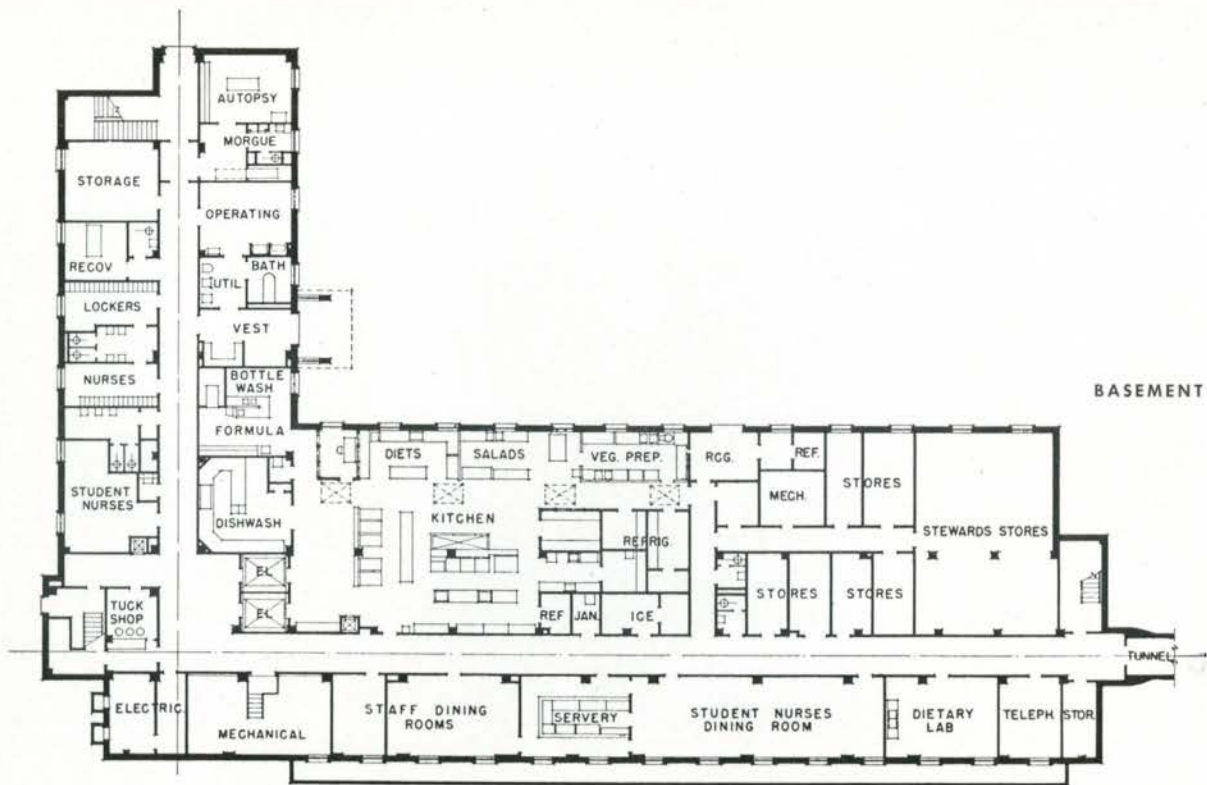 AUTOPSY
MORGUE
STORAGE
OPERATING
RECOV
BATH
UTIL
LOCKERS
VEST
NURSES
BOTTLE
WASH
BASEMENT
FORMULA
C
DIETS
SALADS
VEG. PREP.
RCG.
REF.
MECH.
STORES
STUDENT
NURSES
DISHWASH
KITCHEN
REFRIG.
STEWARDS STORES
EL
EL
TUCK
SHOP
REF
JAN.
ICE
STORES
STORES
TUNNEL
ELECTRIC.
MECHANICAL
STAFF DINING
ROOMS
SERVERY
STUDENT NURSES
DINING ROOM
DIETARY
LAB
TELEPH.
STOR.